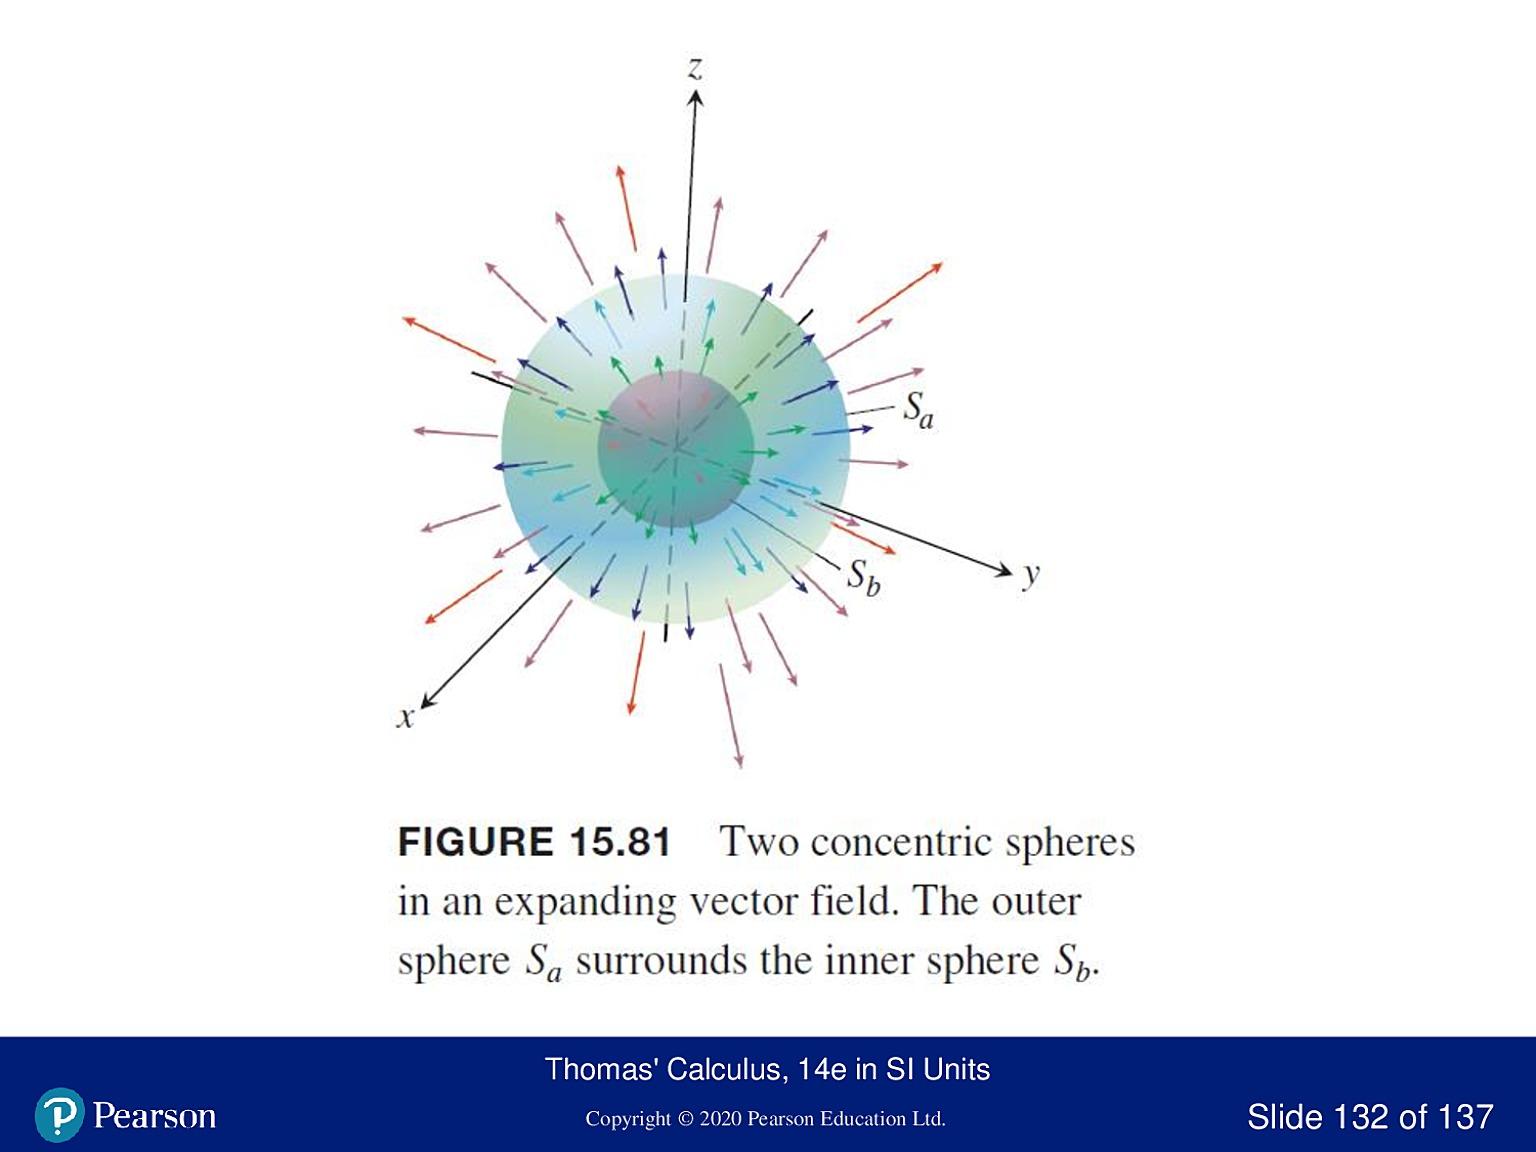 z
S_a
S_b
y
x
FIGURE 15.81 Two concentric spheres
in an expanding vector field. The outer
sphere S_a surrounds the inner sphere S_b.
Thomas' Calculus, 14e in SI Units
Pearson
Copyright © 2020 Pearson Education Ltd.
Slide 132 of 137